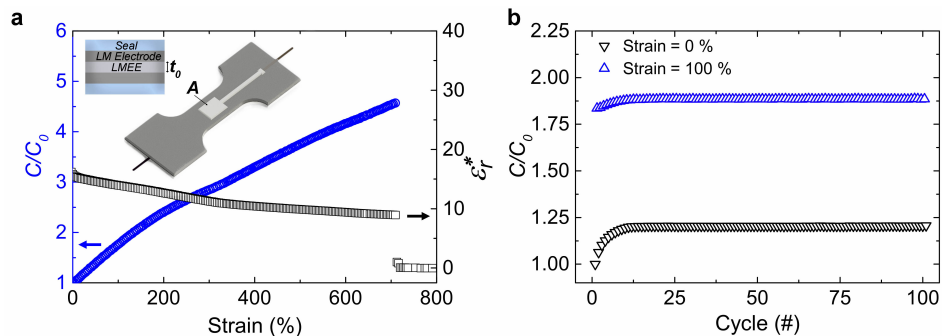 a
Seal
LM Electrode
LMEE
t₀
A
C/C₀
6
5
4
3
2
1
0 200 400 600 800
Strain (%)
40
30
20
10
0
εᵣ*
b
Strain = 0 %
Strain = 100 %
C/C₀
2.25
2.00
1.75
1.50
1.25
1.00
0 25 50 75 100
Cycle (#)